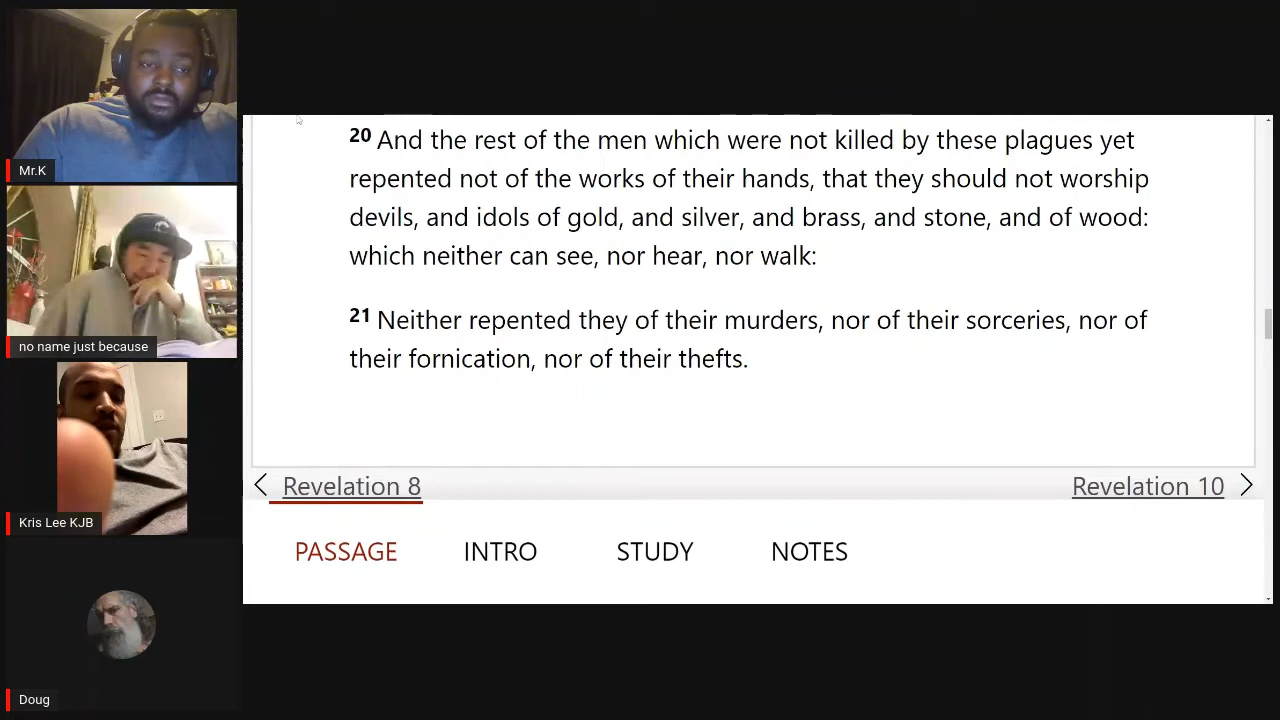 Mr.K
no name just because
Kris Lee KJB
Doug
20 And the rest of the men which were not killed by these plagues yet
repented not of the works of their hands, that they should not worship
devils, and idols of gold, and silver, and brass, and stone, and of wood:
which neither can see, nor hear, nor walk:
21 Neither repented they of their murders, nor of their sorceries, nor of
their fornication, nor of their thefts.
Revelation 8
Revelation 10
PASSAGE INTRO STUDY NOTES